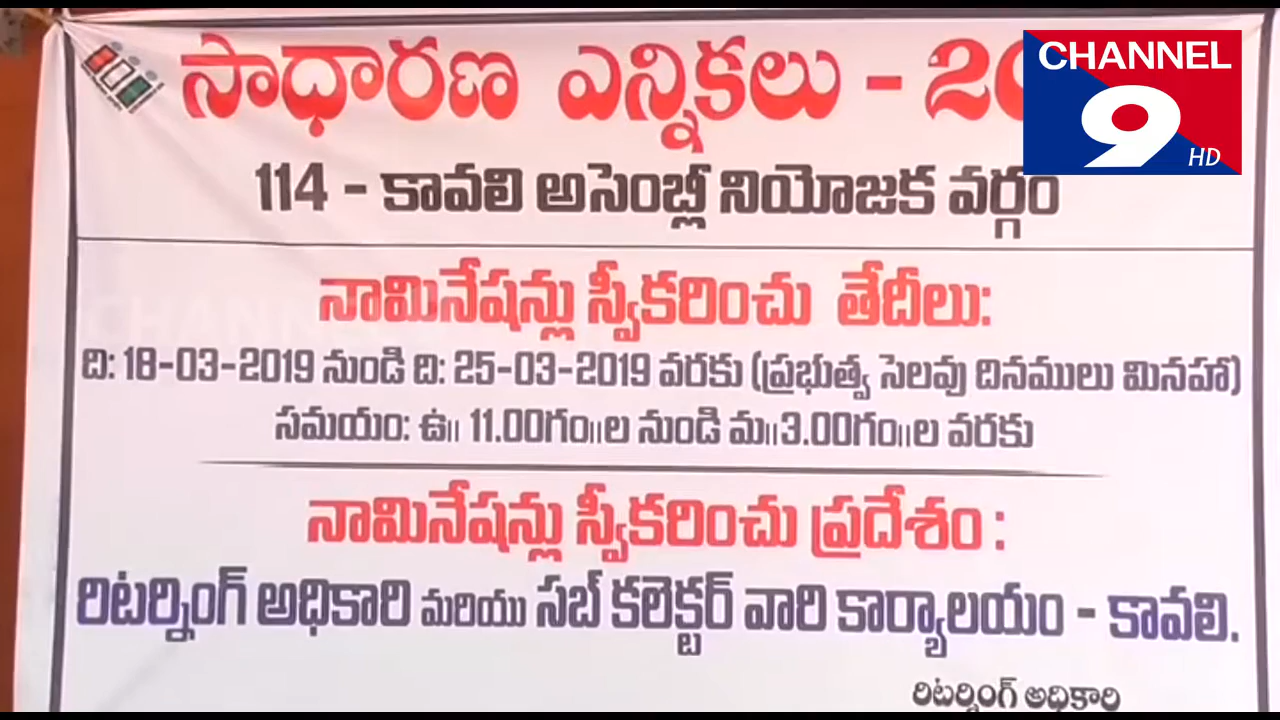 సాధారణ ఎన్నికలు - 20
CHANNEL
9
HD
114 - కావలి అసెంబ్లీ నియోజక వర్గం
నామినేషన్లు స్వీకరించు తేదీలు:
ది: 18-03-2019 నుండి ది: 25-03-2019 వరకు (ప్రభుత్వ సెలవు దినములు మినహా)
సమయం: ఉ॥ 11.00గం॥ల నుండి మ॥3.00గం॥ల వరకు
నామినేషన్లు స్వీకరించు ప్రదేశం :
రిటర్నింగ్ అధికారి మరియు సబ్ కలెక్టర్ వారి కార్యాలయం - కావలి.
రిటర్నింగ్ అధికారి